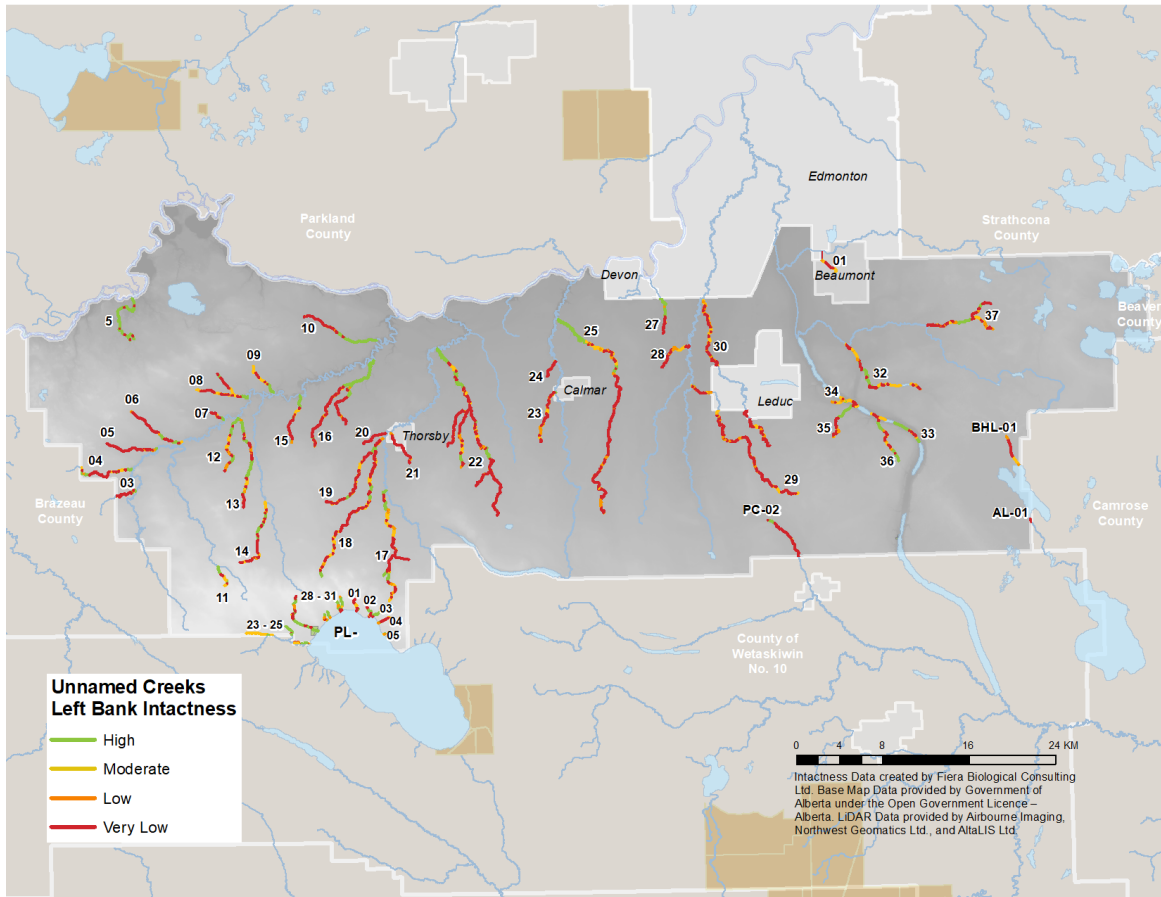 Edmonton
Parkland
County
Strathcona
County
01
Devon
Beaumont
Beaver
County
5
10
27
25
37
09
28
30
08
24
32
Calmar
06
07
23
Leduc
34
05
15
16
20
Thorsby
35
33
BHL-01
04
12
22
21
36
03
19
29
13
Brazeau
County
PC-02
AL-01
Camrose
County
18
14
17
11
28 - 31
01
02
03
04
05
23 - 25
PL-
County of
Wetaskiwin
No. 10
Unnamed Creeks
Left Bank Intactness
High
Moderate
Low
Very Low
0 4 8 16 24 KM
Intactness Data created by Fiera Biological Consulting
Ltd. Base Map Data provided by Government of
Alberta under the Open Government Licence –
Alberta. LiDAR Data provided by Airbourne Imaging,
Northwest Geomatics Ltd., and AltaLIS Ltd.